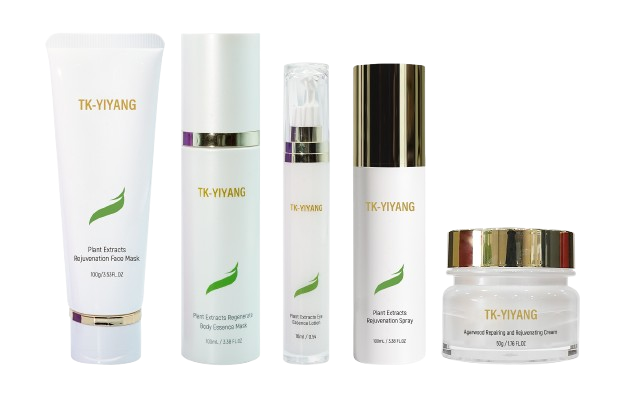 TK-YIYANG
Plant Extracts
Rejuvenation Face Mask
100g/3.53FL.OZ
TK-YIYANG
Plant Extracts Regenerate
Body Essence Mask
100mL / 3.38 FL.OZ
TK-YIYANG
Plant Extracts Eye
Essence Lotion
TK-YIYANG
Plant Extracts
Rejuvenation Spray
100mL / 3.38 FL.OZ
TK-YIYANG
Agarwood Repairing and Rejuvenating Cream
50g / 1.76 FL.OZ